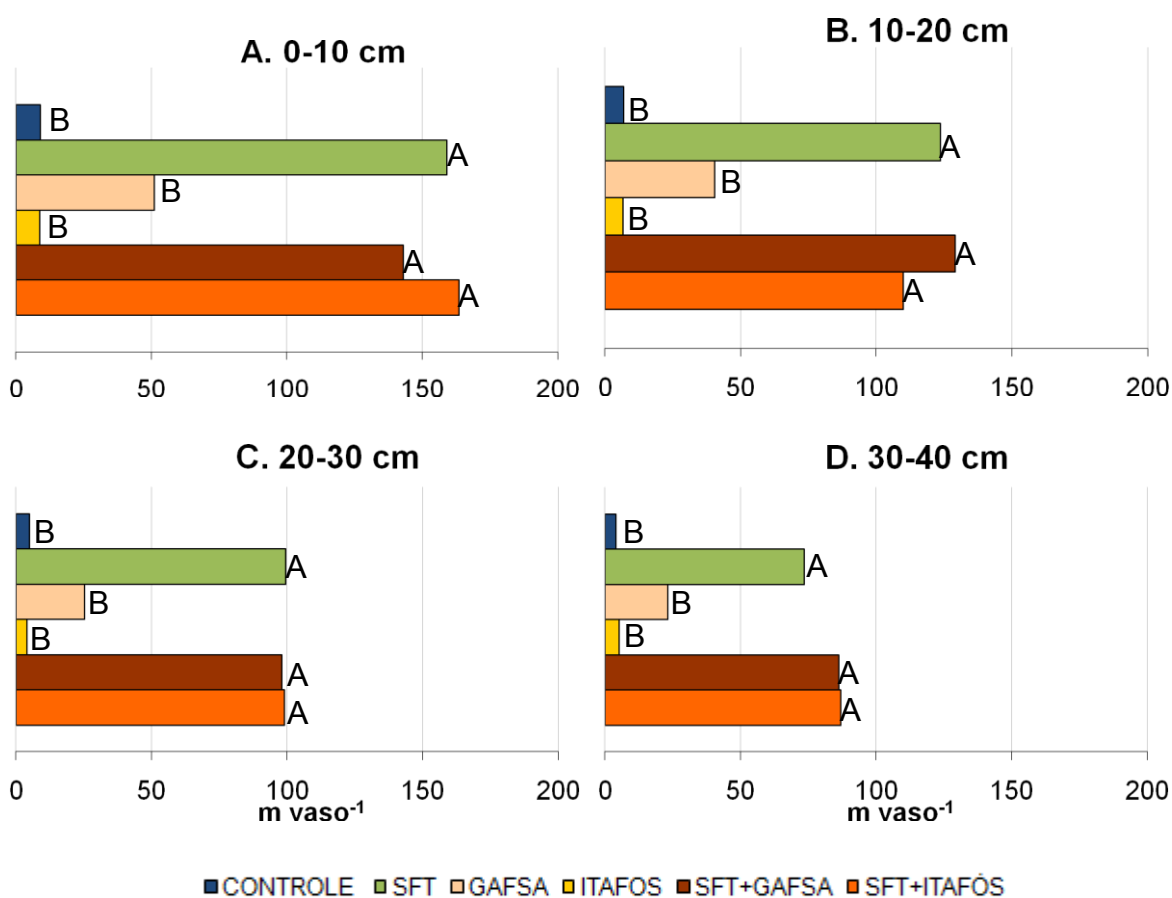 A. 0-10 cm
B
A
B
B
A
A
0 50 100 150 200
B. 10-20 cm
B
A
B
B
A
A
0 50 100 150 200
C. 20-30 cm
B
A
B
B
A
A
0 50 100 150 200
m vaso⁻¹
D. 30-40 cm
B
A
B
B
A
A
0 50 100 150 200
m vaso⁻¹
CONTROLE SFT GAFSA ITAFOS SFT+GAFSA SFT+ITAFÓS